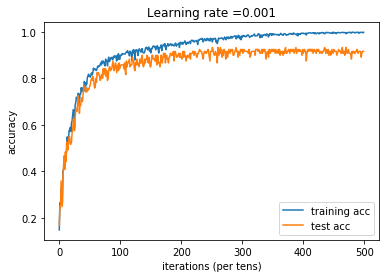 Learning rate =0.001
accuracy
1.0
0.8
0.6
0.4
0.2
0
100
200
300
400
500
iterations (per tens)
training acc
test acc